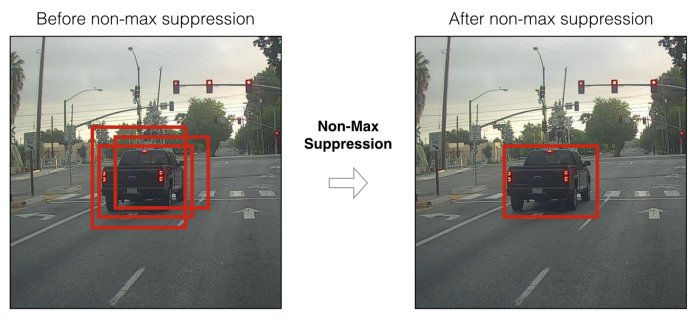 Before non-max suppression
After non-max suppression
Non-Max
Suppression